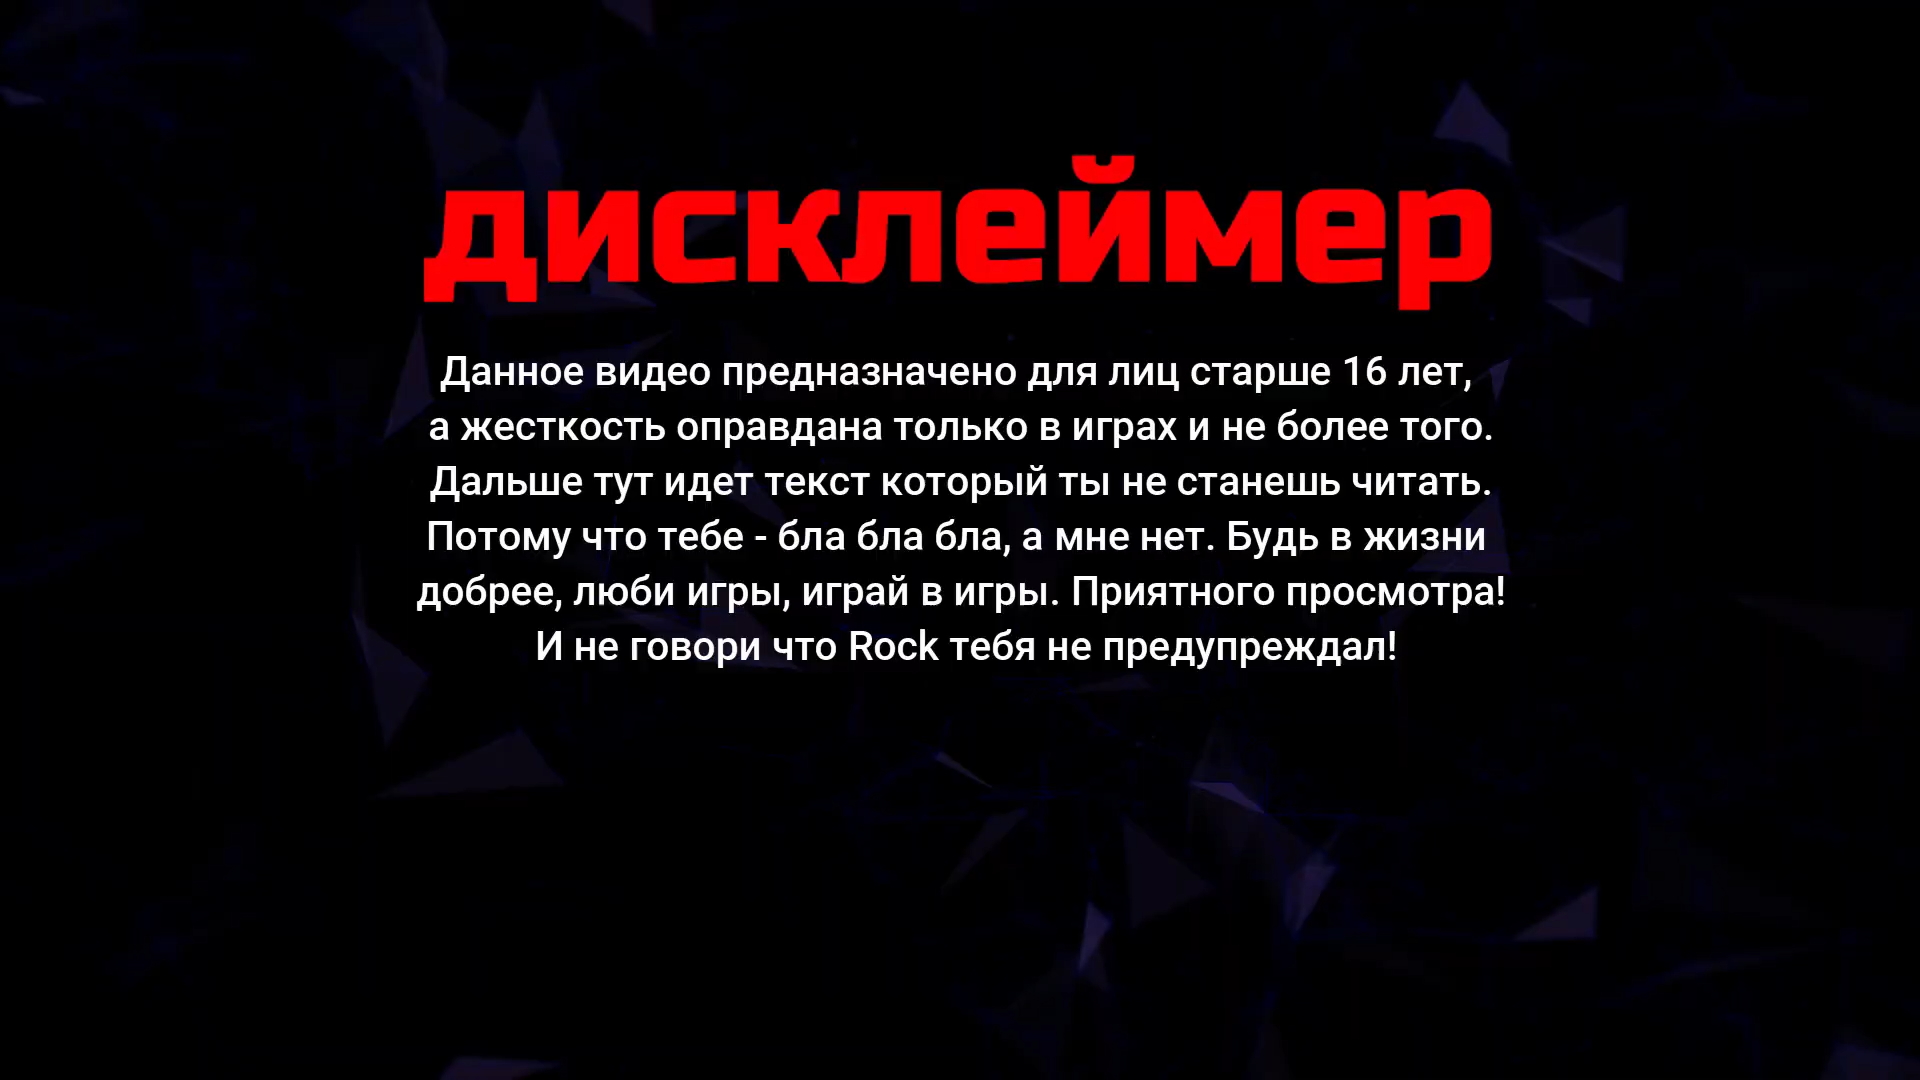 дисклеймер
Данное видео предназначено для лиц старше 16 лет,
а жесткость оправдана только в играх и не более того.
Дальше тут идет текст который ты не станешь читать.
Потому что тебе - бла бла бла, а мне нет. Будь в жизни
добрее, люби игры, играй в игры. Приятного просмотра!
И не говори что Rock тебя не предупреждал!